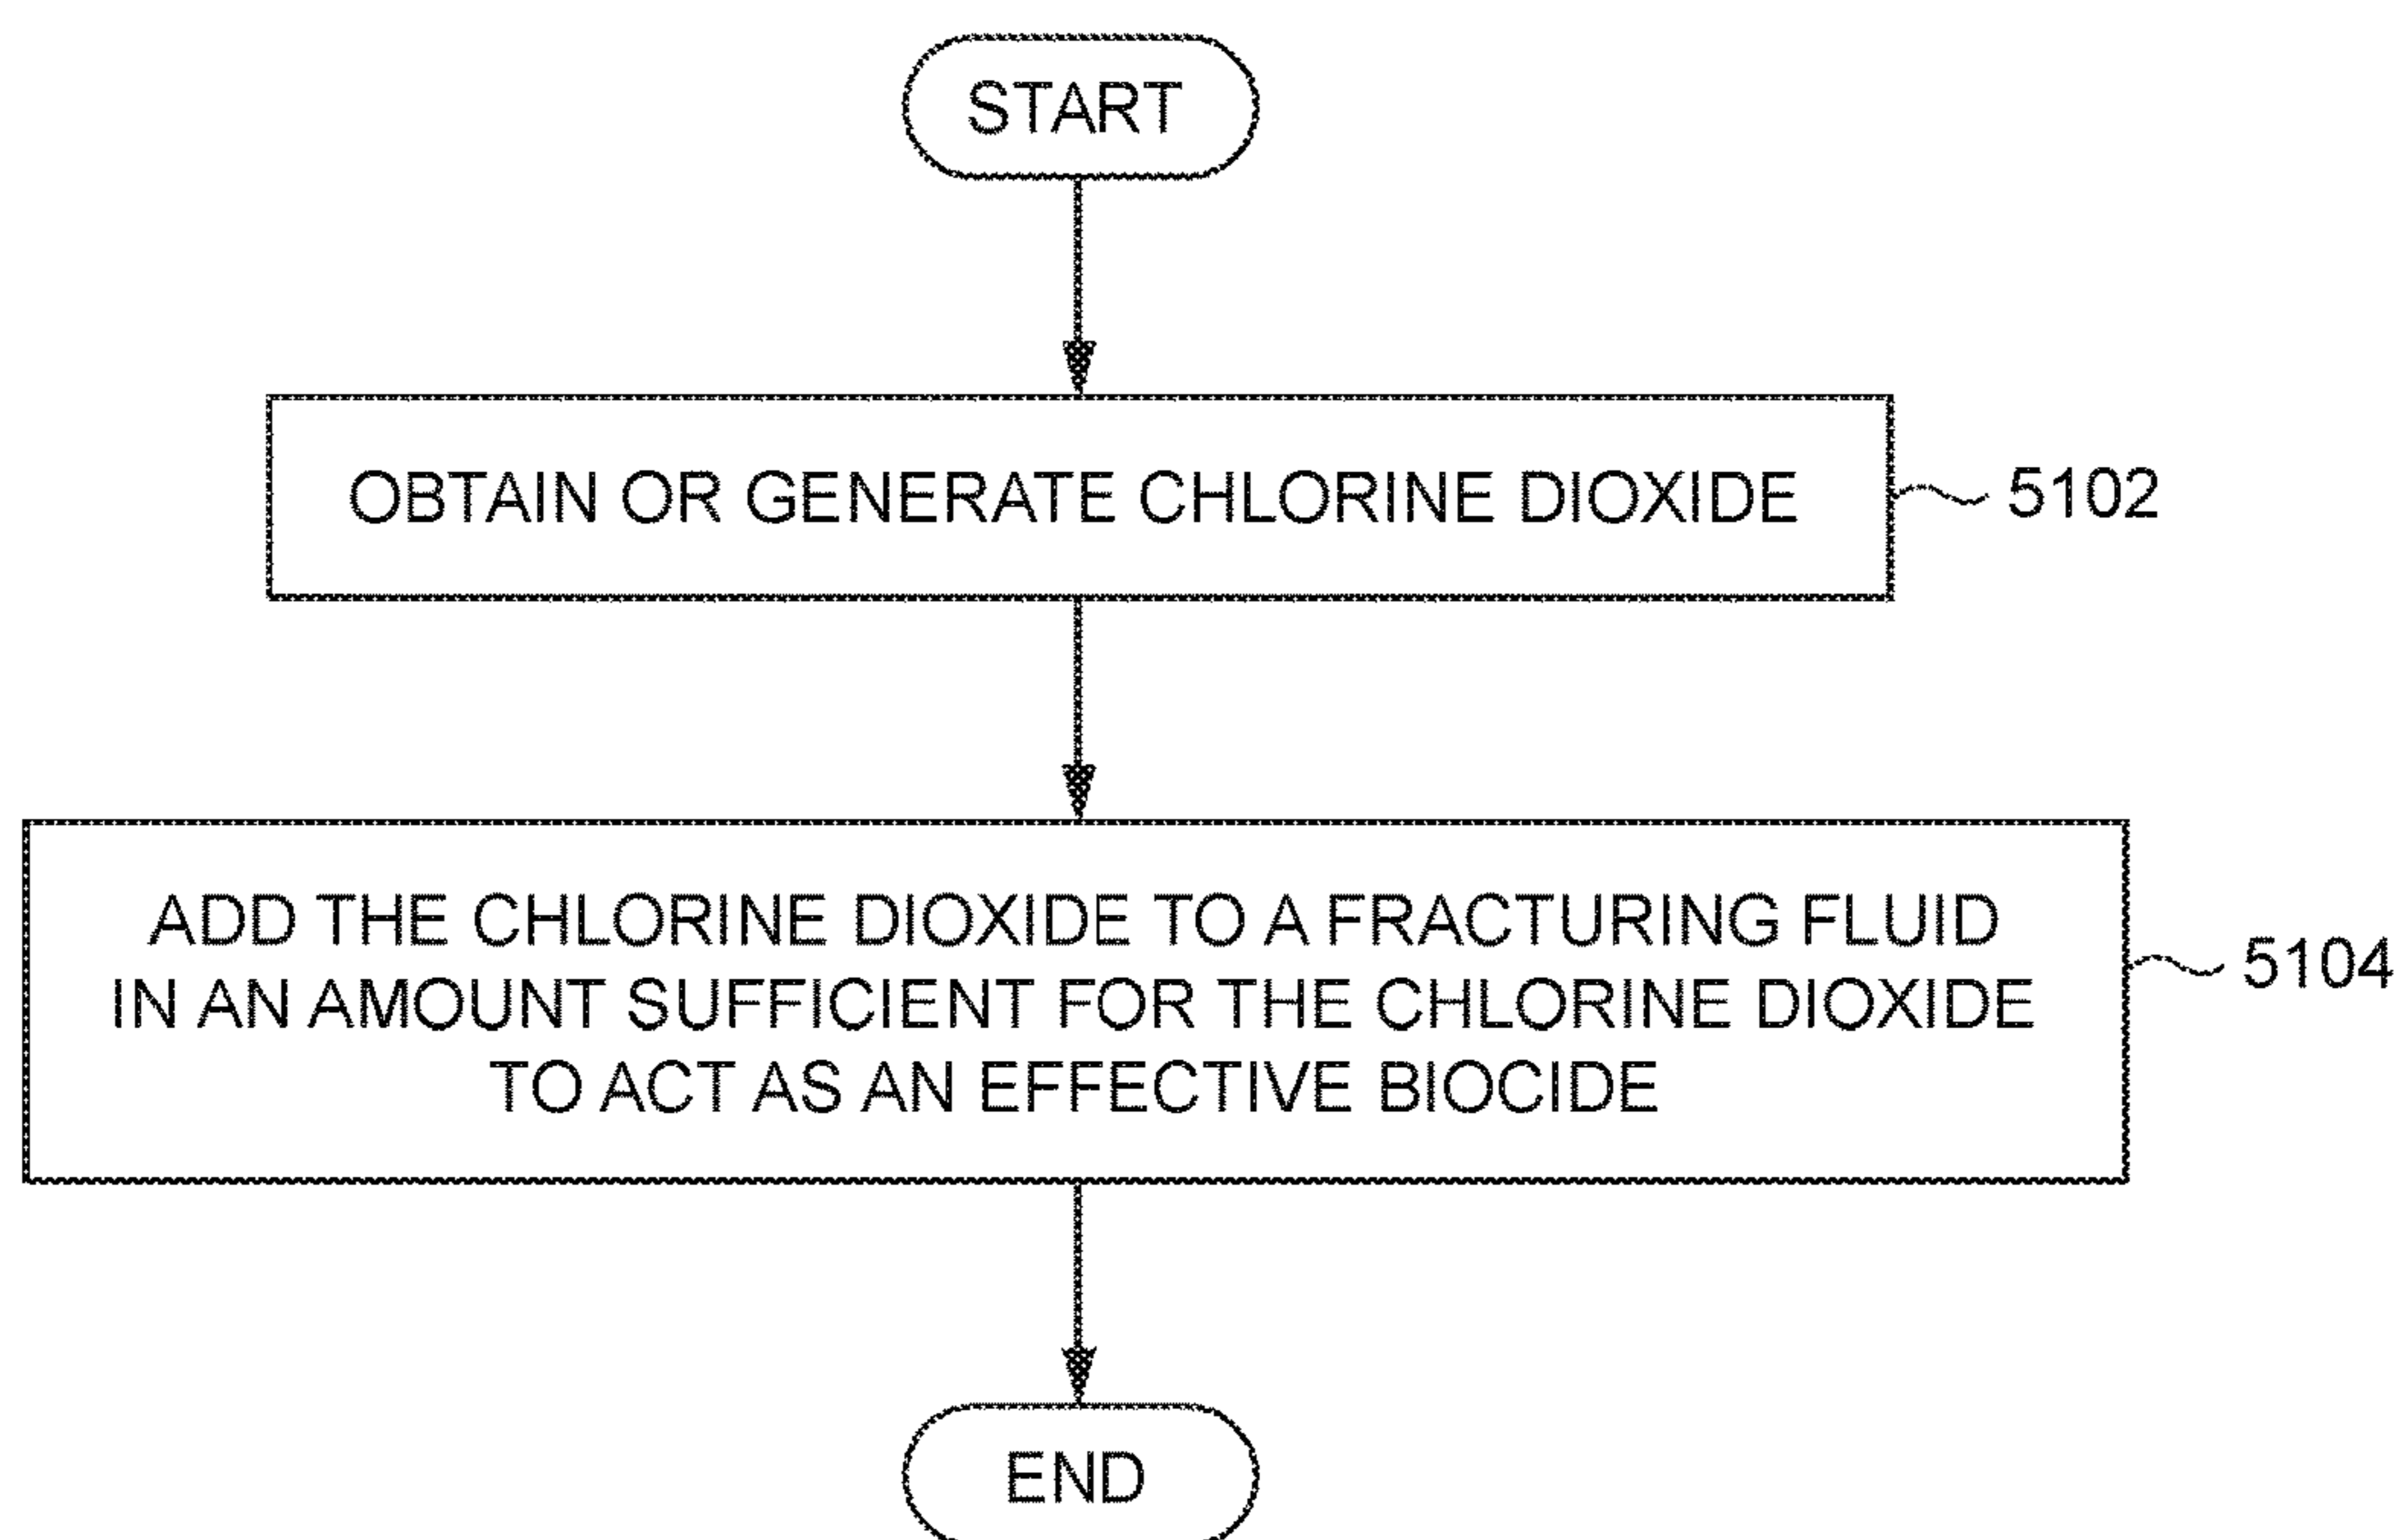 START
OBTAIN OR GENERATE CHLORINE DIOXIDE
5102
ADD THE CHLORINE DIOXIDE TO A FRACTURING FLUID
IN AN AMOUNT SUFFICIENT FOR THE CHLORINE DIOXIDE
TO ACT AS AN EFFECTIVE BIOCIDE
5104
END